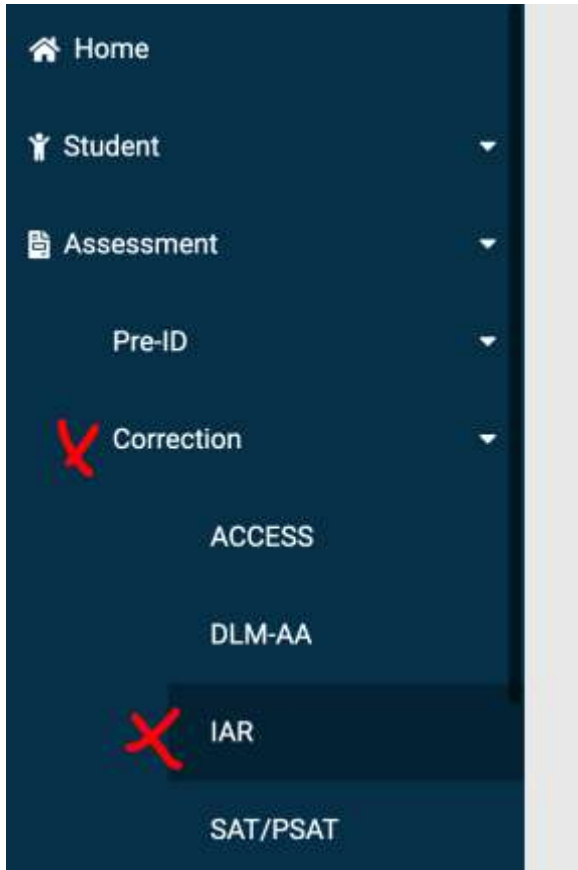 Home
Student
Assessment
Pre-ID
Correction
ACCESS
DLM-AA
IAR
SAT/PSAT